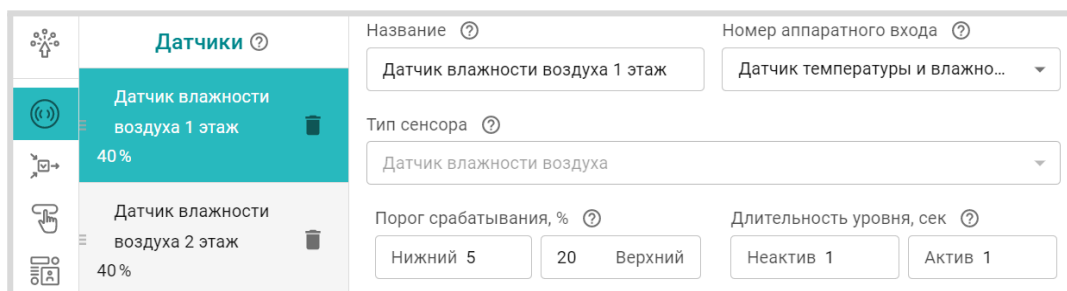 Датчики
Датчик влажности
воздуха 1 этаж
40 %
Датчик влажности
воздуха 2 этаж
40 %
Название
Датчик влажности воздуха 1 этаж
Номер аппаратного входа
Датчик температуры и влажно...
Тип сенсора
Датчик влажности воздуха
Порог срабатывания, %
Нижний 5
20 Верхний
Длительность уровня, сек
Неактив 1
Актив 1